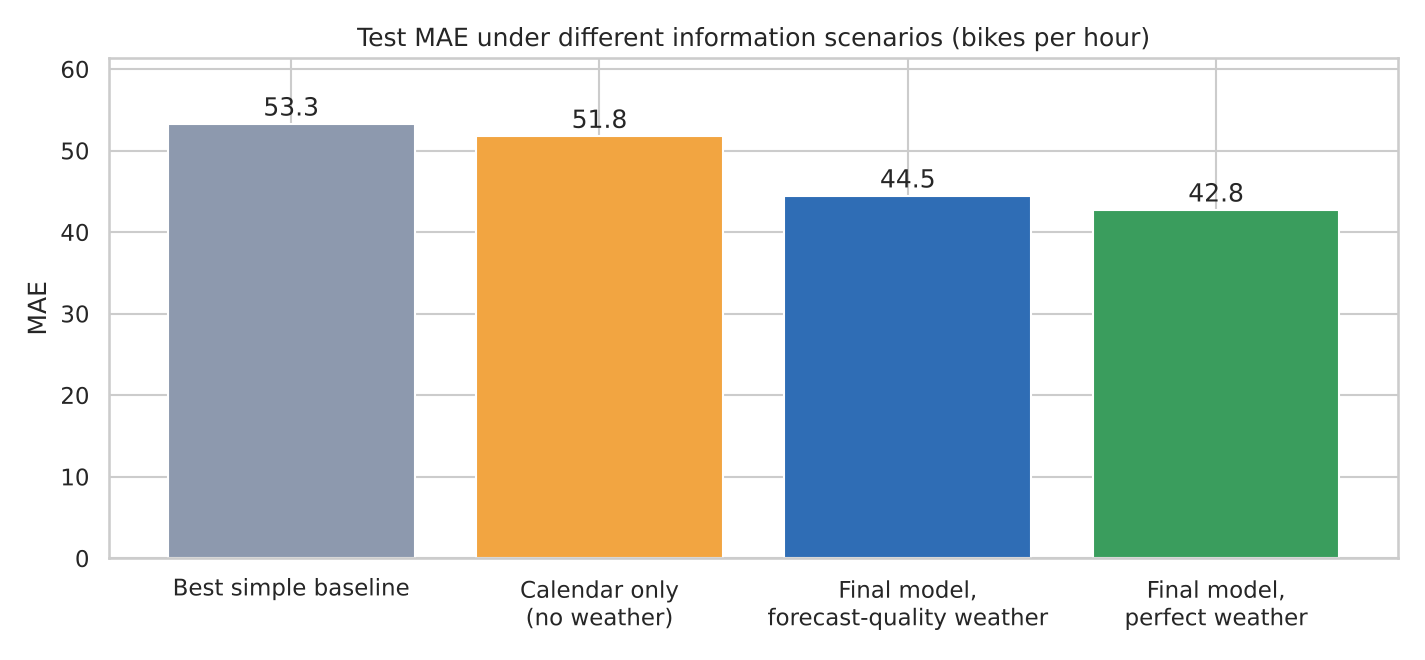 Test MAE under different information scenarios (bikes per hour)
MAE
60
50
40
30
20
10
0
53.3
51.8
44.5
42.8
Best simple baseline
Calendar only
(no weather)
Final model,
forecast-quality weather
Final model,
perfect weather